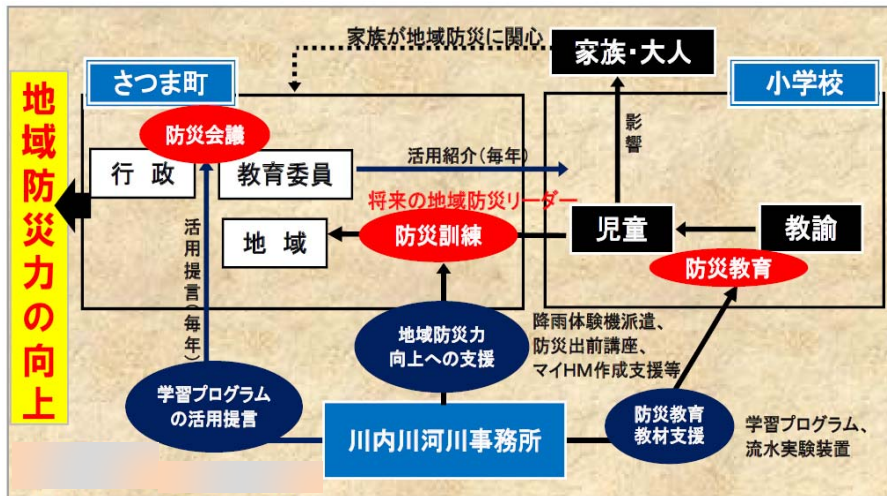 家族が地域防災に関心
家族・大人
さつま町
小学校
地域防災力の向上
防災会議
行 政
教育委員
活用紹介(毎年)
影響
将来の地域防災リーダー
地 域
防災訓練
児童
教諭
防災教育
活用提言(毎年)
地域防災力
向上への支援
降雨体験機派遣、
防災出前講座、
マイHM作成支援等
学習プログラム
の活用提言
川内川河川事務所
防災教育
教材支援
学習プログラム、
流水実験装置